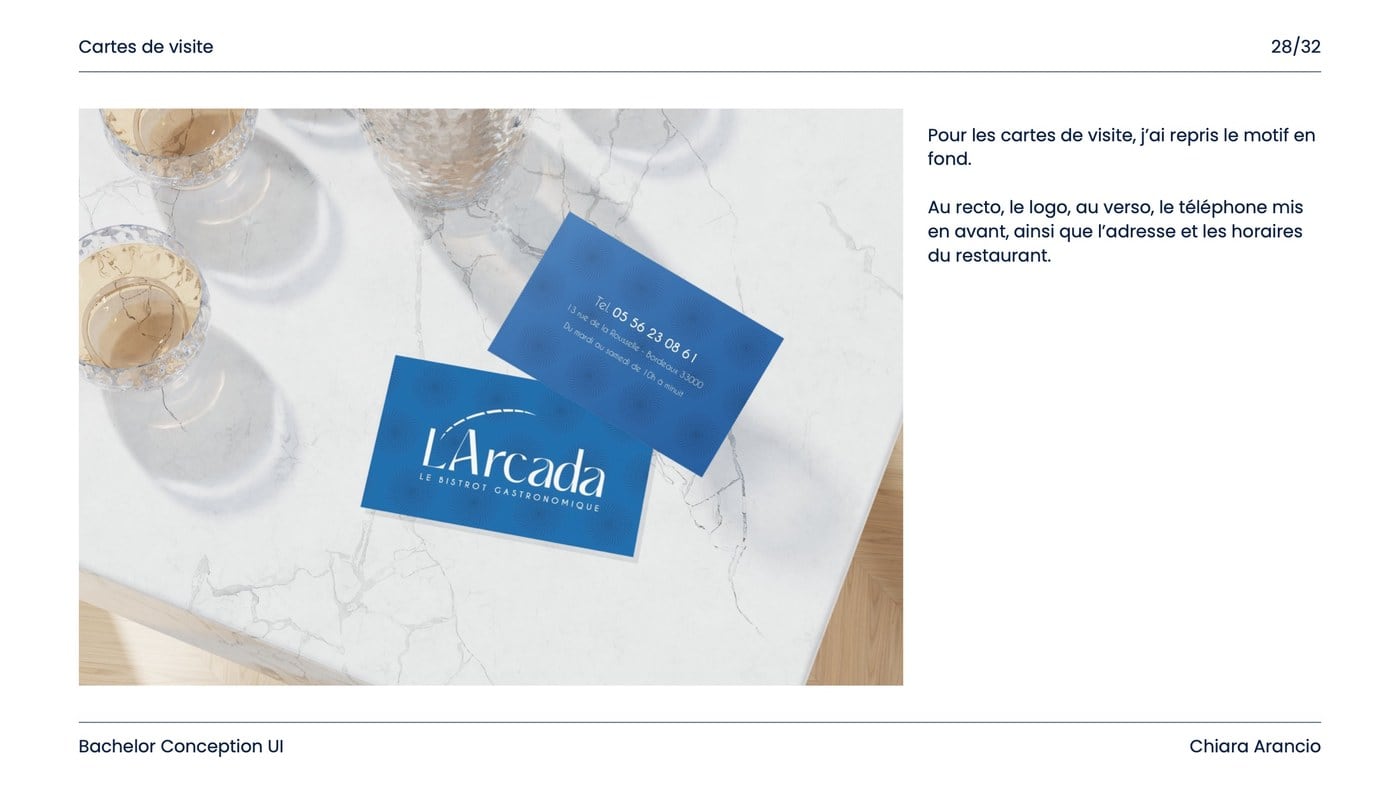 Cartes de visite
28/32
Pour les cartes de visite, j’ai repris le motif en
fond.
Au recto, le logo, au verso, le téléphone mis
en avant, ainsi que l’adresse et les horaires
du restaurant.
Tel. 05 56 23 08 61
13 rue de la Rousselle - Bordeaux 33000
Du mardi au samedi de 10h à minuit
L'Arcada
LE BISTROT GASTRONOMIQUE
Bachelor Conception UI
Chiara Arancio